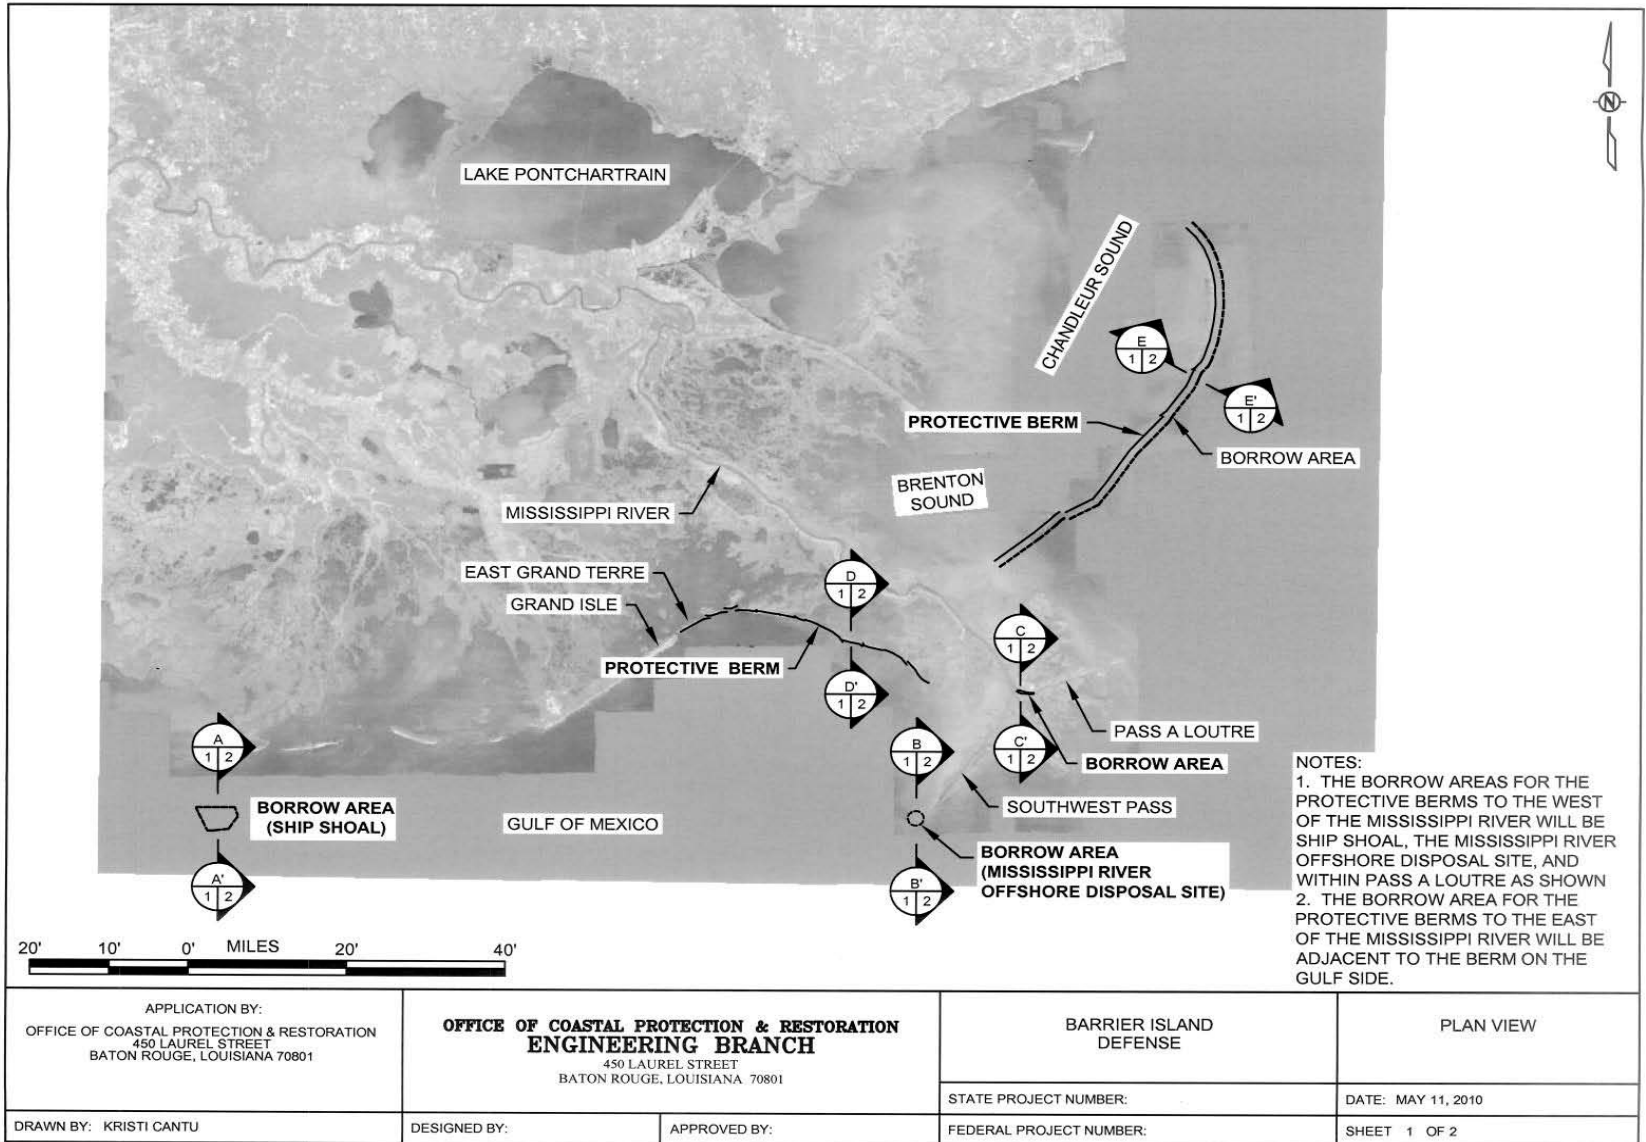 N
LAKE PONTCHARTRAIN
CHANDLEUR SOUND
E
1 2
E'
1 2
PROTECTIVE BERM
BORROW AREA
BRENTON
SOUND
MISSISSIPPI RIVER
EAST GRAND TERRE
GRAND ISLE
PROTECTIVE BERM
D
1 2
D'
1 2
C
1 2
C'
1 2
PASS A LOUTRE
BORROW AREA
A
1 2
A'
1 2
B
1 2
B'
1 2
SOUTHWEST PASS
BORROW AREA
(SHIP SHOAL)
GULF OF MEXICO
BORROW AREA
(MISSISSIPPI RIVER
OFFSHORE DISPOSAL SITE)
NOTES:
1. THE BORROW AREAS FOR THE
PROTECTIVE BERMS TO THE WEST
OF THE MISSISSIPPI RIVER WILL BE
SHIP SHOAL, THE MISSISSIPPI RIVER
OFFSHORE DISPOSAL SITE, AND
WITHIN PASS A LOUTRE AS SHOWN
2. THE BORROW AREA FOR THE
PROTECTIVE BERMS TO THE EAST
OF THE MISSISSIPPI RIVER WILL BE
ADJACENT TO THE BERM ON THE
GULF SIDE.
20' 10' 0' MILES 20' 40'
APPLICATION BY:
OFFICE OF COASTAL PROTECTION & RESTORATION
450 LAUREL STREET
BATON ROUGE, LOUISIANA 70801
DRAWN BY: KRISTI CANTU
OFFICE OF COASTAL PROTECTION & RESTORATION
ENGINEERING BRANCH
450 LAUREL STREET
BATON ROUGE, LOUISIANA 70801
DESIGNED BY:
APPROVED BY:
BARRIER ISLAND
DEFENSE
STATE PROJECT NUMBER:
FEDERAL PROJECT NUMBER:
PLAN VIEW
DATE: MAY 11, 2010
SHEET 1 OF 2